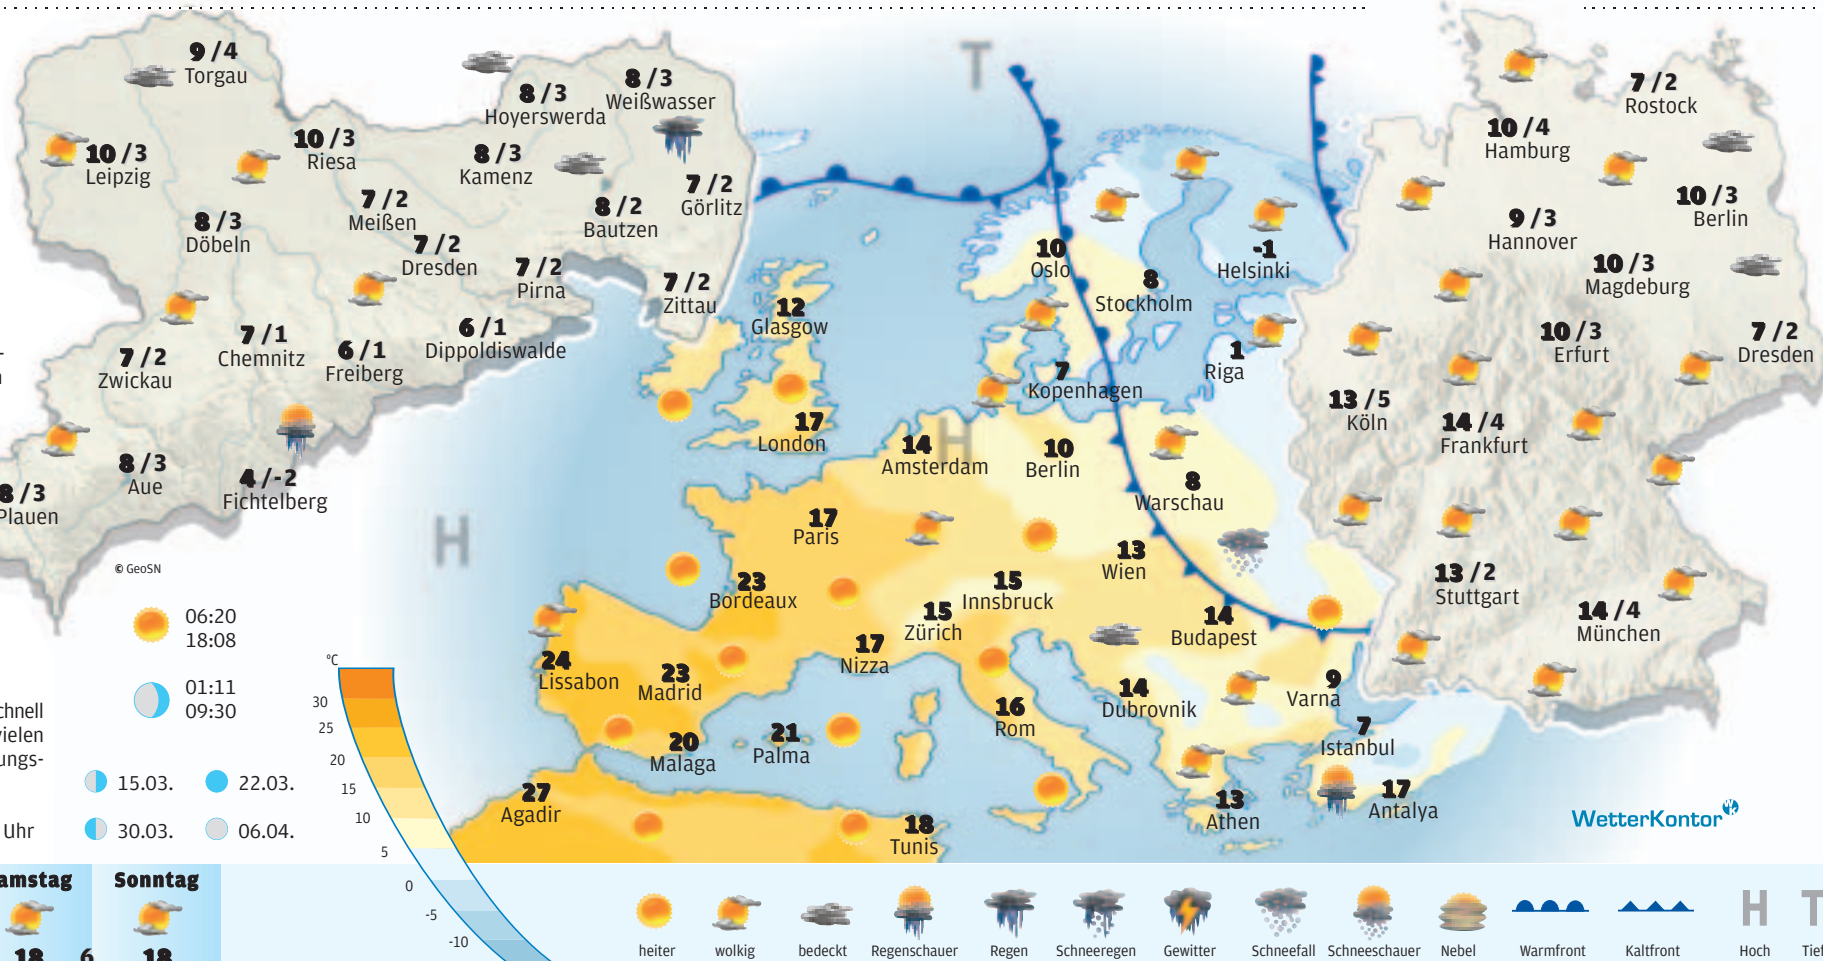 9/4
Torgau
10/3
Leipzig
10/3
Riesa
8/3
Hoyerswerda
8/3
Weißwasser
8/3
Kamenz
7/2
Görlitz
8/2
Bautzen
7/2
Meißen
8/3
Döbeln
7/2
Dresden
7/2
Pirna
7/2
Zittau
7/1
Chemnitz
6/1
Freiberg
6/1
Dippoldiswalde
7/2
Zwickau
8/3
Aue
4/-2
Fichtelberg
8/3
Plauen
© GeoSN
06:20
18:08
01:11
09:30
15.03.
22.03.
30.03.
06.04.
chnell
vielen
ungs-
Uhr
amstag
18
6
Sonntag
18
°C
30
25
20
15
10
5
0
-5
-10
T
H
H
10
Oslo
8
Stockholm
-1
Helsinki
1
Riga
12
Glasgow
17
London
7
Kopenhagen
14
Amsterdam
10
Berlin
8
Warschau
17
Paris
13
Wien
23
Bordeaux
15
Innsbruck
15
Zürich
14
Budapest
17
Nizza
24
Lissabon
23
Madrid
14
Dubrovnik
9
Varna
16
Rom
20
Malaga
21
Palma
7
Istanbul
27
Agadir
18
Tunis
13
Athen
17
Antalya
7/2
Rostock
10/4
Hamburg
10/3
Berlin
9/3
Hannover
10/3
Magdeburg
10/3
Erfurt
7/2
Dresden
13/5
Köln
14/4
Frankfurt
13/2
Stuttgart
14/4
München
WetterKontor
heiter
wolkig
bedeckt
Regenschauer
Regen
Schneeregen
Gewitter
Schneefall
Schneeschauer
Nebel
Warmfront
Kaltfront
H
Hoch
T
Tief